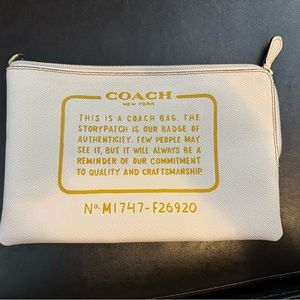 COACH
NEW YORK
THIS IS A COACH BAG. THE
STORYPATCH IS OUR BADGE OF
AUTHENTICITY. FEW PEOPLE MAY
SEE IT, BUT IT WILL ALWAYS BE A
REMINDER OF OUR COMMITMENT
TO QUALITY AND CRAFTSMANSHIP.
No M1747-F26920